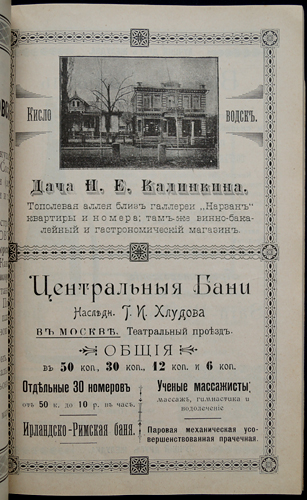 Кисло
водскъ.
Дача Н. Е. Калинкина,
Тополевая аллея близъ галлереи „Нарзанъ"
квартиры и номера; тамъ-же винно-бака-
лейный и гастрономическій магазинъ.
Центральныя Бани
Наслѣдн. Г. И. Хлудова
ВЪ МОСКВѢ. Театральный проѣздъ.
ОБЩІЯ
въ 50 коп., 30 коп., 12 коп. и 6 коп.
Отдѣльные 30 номеровъ
отъ 50 к. до 10 р. въ часъ.
Ирландско-Римская баня.
Ученые массажисты;
массажъ, гимнастика и
водолеченіе
Паровая механическая усо-
вершенствованная прачечная.